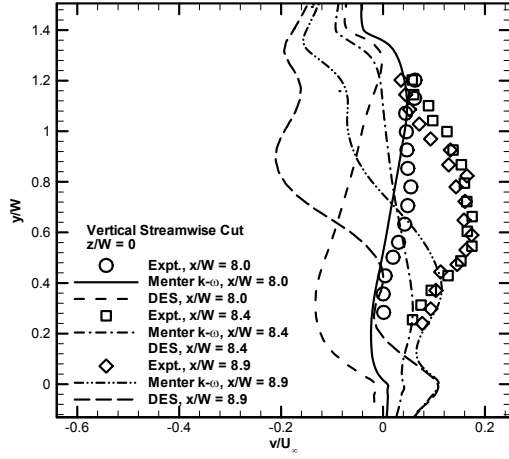 1.4
1.2
1
0.8
0.6
0.4
0.2
0
y/W
Vertical Streamwise Cut
z/W = 0
Expt., x/W = 8.0
Menter k-ω, x/W = 8.0
DES, x/W = 8.0
Expt., x/W = 8.4
Menter k-ω, x/W = 8.4
DES, x/W = 8.4
Expt., x/W = 8.9
Menter k-ω, x/W = 8.9
DES, x/W = 8.9
-0.6 -0.4 -0.2 0 0.2
v/U∞